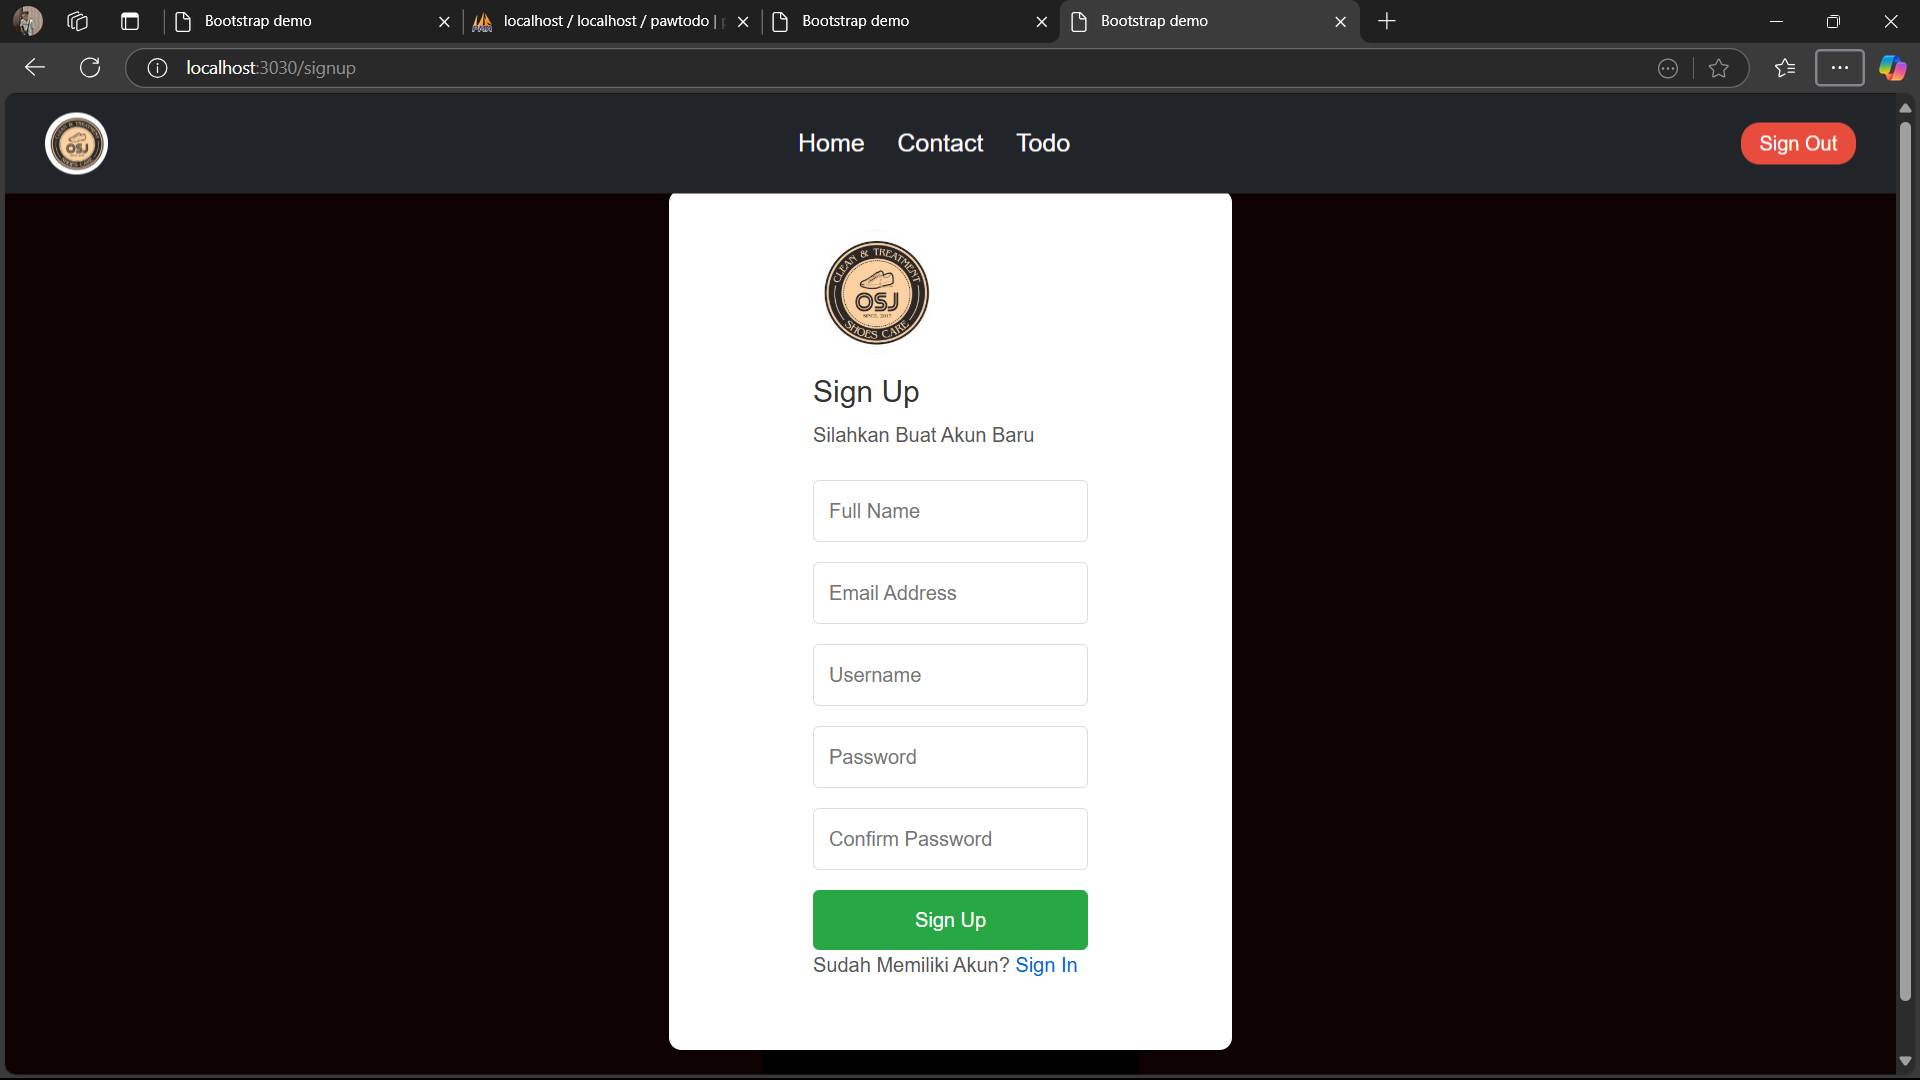 Bootstrap demo
localhost / localhost / pawtodo |
Bootstrap demo
Bootstrap demo
localhost:3030/signup
OSJ
Home
Contact
Todo
Sign Out
CLEAN & TREATMENT
OSJ
SINCE 2017
SHOES CARE
Sign Up
Silahkan Buat Akun Baru
Full Name
Email Address
Username
Password
Confirm Password
Sign Up
Sudah Memiliki Akun? Sign In